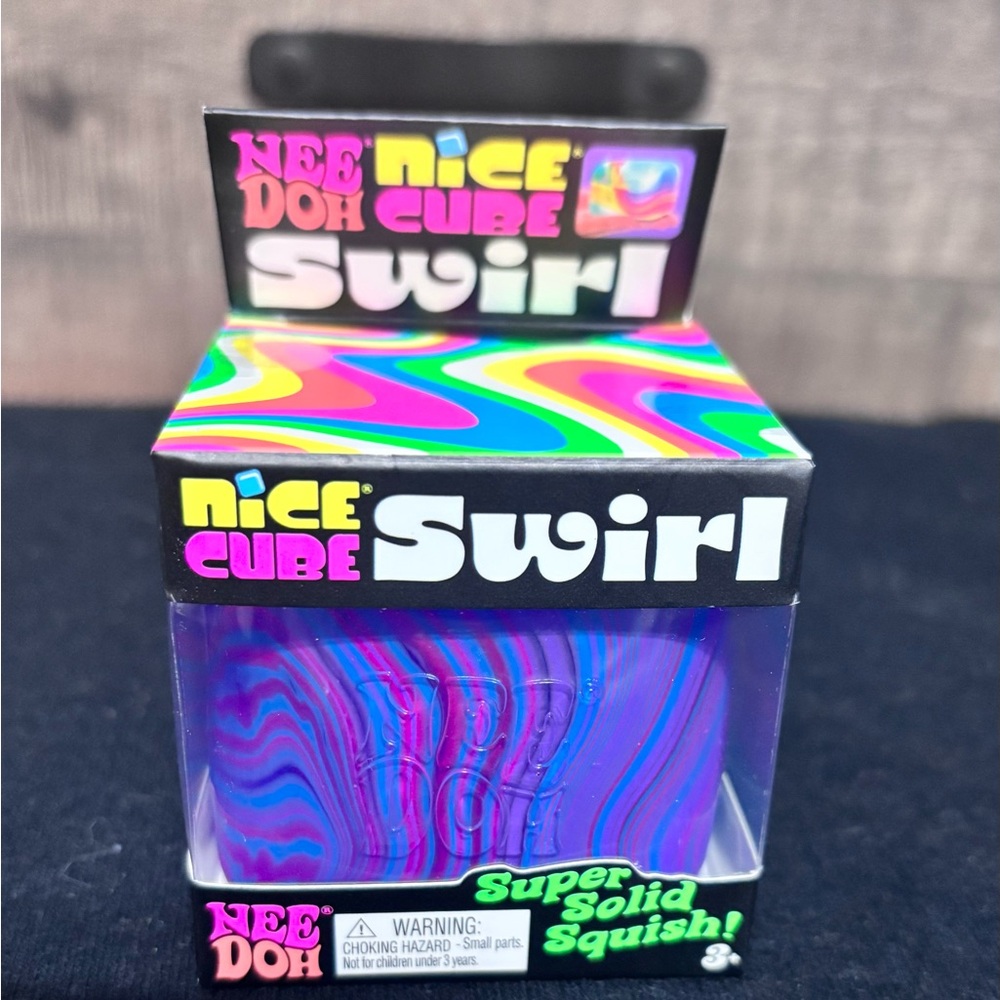 NEE® NiCE®
DOH CUBE
Swirl
NiCE®
CUBE Swirl
NEE®
DOH
NEE®
DOH
WARNING:
CHOKING HAZARD - Small parts.
Not for children under 3 years.
Super
Solid
Squish!
3+